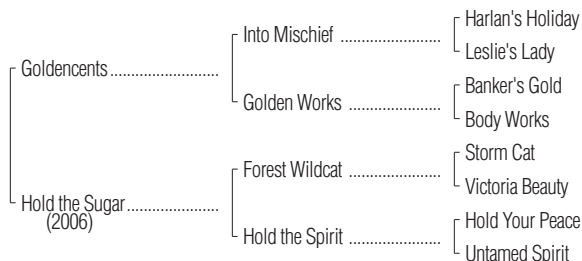 Harlan's Holiday
Into Mischief ........................
Leslie's Lady
Goldencents ............................
Banker's Gold
Golden Works ......................
Body Works
Storm Cat
Forest Wildcat ......................
Victoria Beauty
Hold the Sugar .......................
(2006)
Hold Your Peace
Hold the Spirit ......................
Untamed Spirit